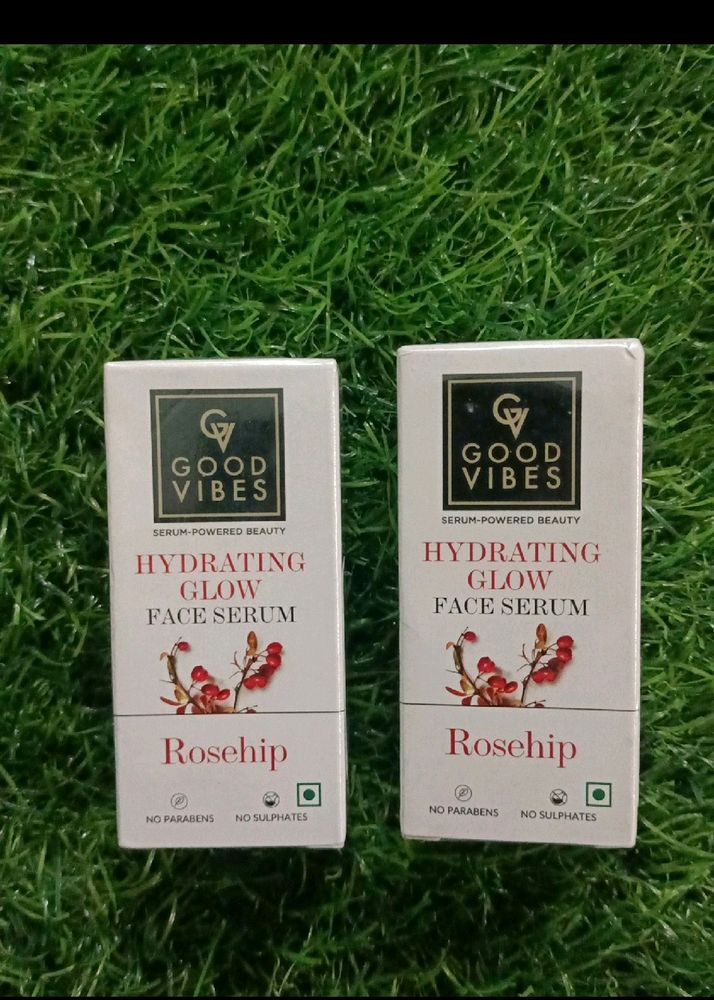 GV
GOOD
VIBES
SERUM-POWERED BEAUTY
HYDRATING
GLOW
FACE SERUM
Rosehip
NO PARABENS NO SULPHATES
GV
GOOD
VIBES
SERUM-POWERED BEAUTY
HYDRATING
GLOW
FACE SERUM
Rosehip
NO PARABENS NO SULPHATES